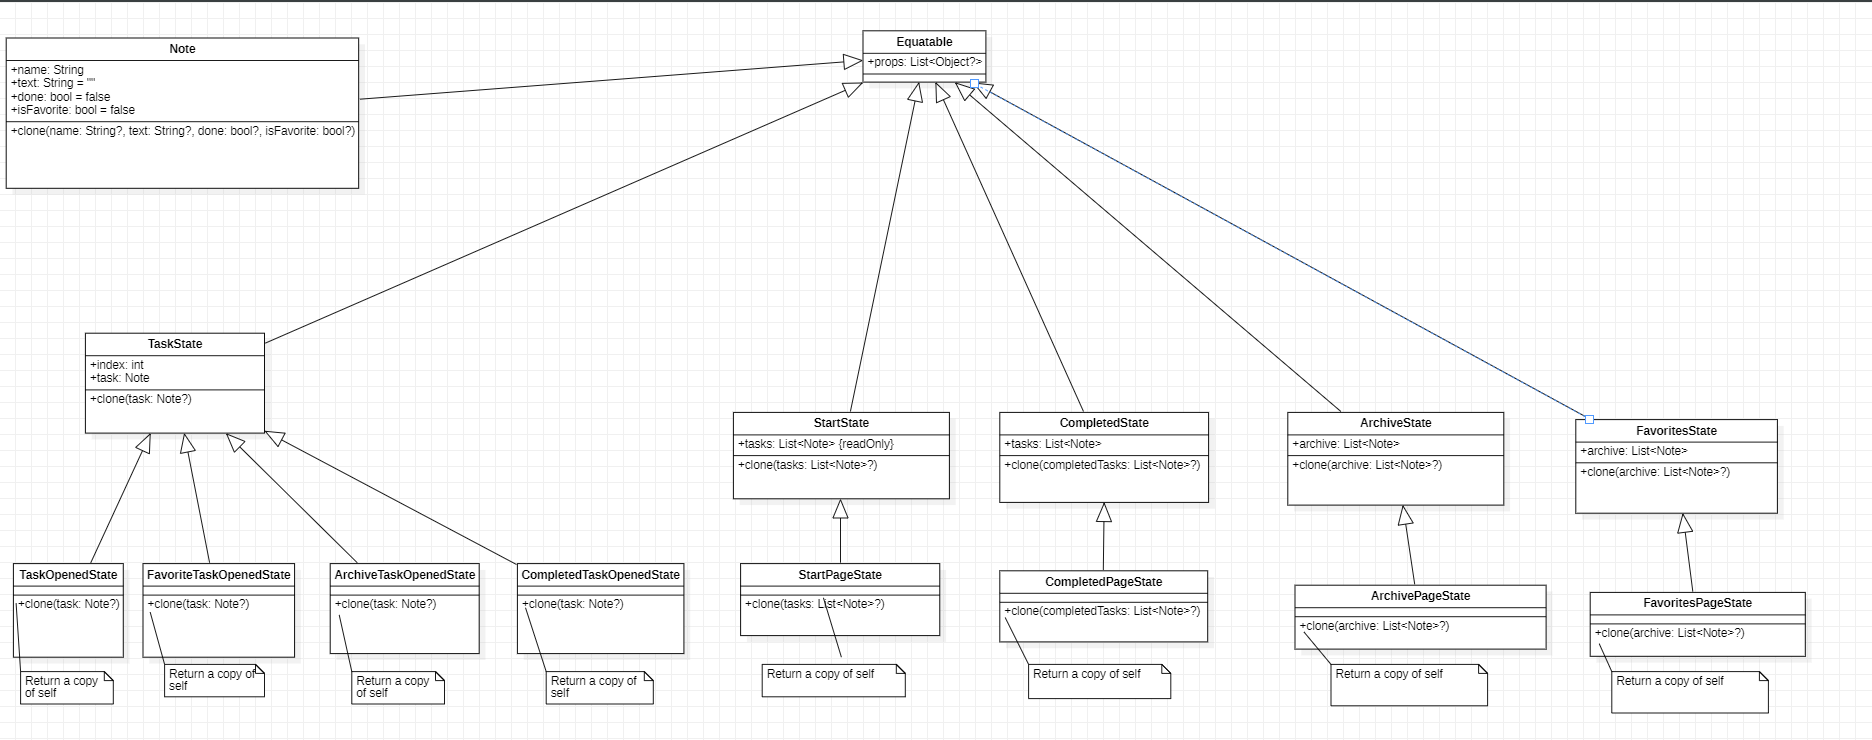 Equatable
+props: List<Object?>
Note
+name: String
+text: String = ""
+done: bool = false
+isFavorite: bool = false
+clone(name: String?, text: String?, done: bool?, isFavorite: bool?)
TaskState
+index: int
+task: Note
+clone(task: Note?)
StartState
+tasks: List<Note> {readOnly}
+clone(tasks: List<Note>?)
CompletedState
+tasks: List<Note>
+clone(completedTasks: List<Note>?)
ArchiveState
+archive: List<Note>
+clone(archive: List<Note>?)
FavoritesState
+archive: List<Note>
+clone(archive: List<Note>?)
TaskOpenedState
+clone(task: Note?)
Return a copy
of self
FavoriteTaskOpenedState
+clone(task: Note?)
Return a copy of
self
ArchiveTaskOpenedState
+clone(task: Note?)
Return a copy
of self
CompletedTaskOpenedState
+clone(task: Note?)
Return a copy of
self
StartPageState
+clone(tasks: List<Note>?)
Return a copy of self
CompletedPageState
+clone(completedTasks: List<Note>?)
Return a copy of self
ArchivePageState
+clone(archive: List<Note>?)
Return a copy of self
FavoritesPageState
+clone(archive: List<Note>?)
Return a copy of self